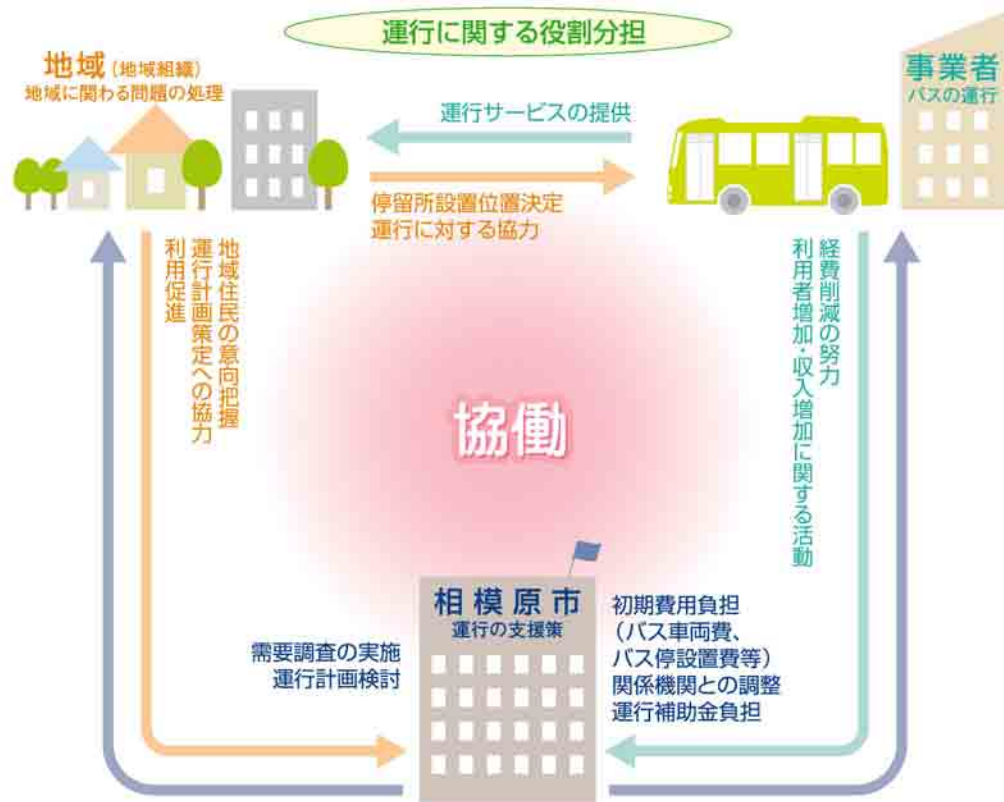 運行に関する役割分担
地域（地域組織）
地域に関わる問題の処理
事業者
バスの運行
運行サービスの提供
停留所設置位置決定
運行に対する協力
地域住民の意向把握
運行計画策定への協力
利用促進
経費削減の努力
利用者増加・収入増加に関する活動
協働
相模原市
運行の支援策
需要調査の実施
運行計画検討
初期費用負担
（バス車両費、
バス停設置費等）
関係機関との調整
運行補助金負担